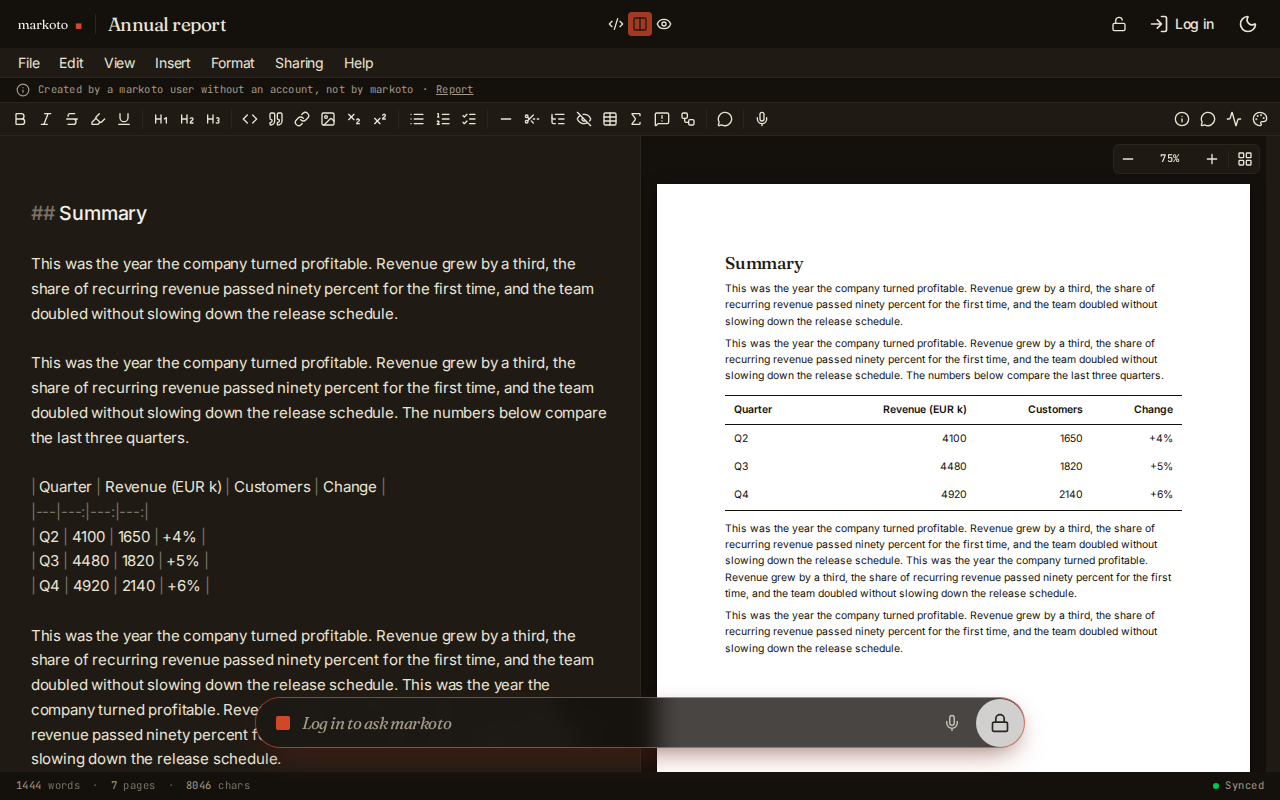 markoto
Annual report
Log in
File Edit View Insert Format Sharing Help
Created by a markoto user without an account, not by markoto · Report
H1 H2 H3
75%
## Summary
This was the year the company turned profitable. Revenue grew by a third, the
share of recurring revenue passed ninety percent for the first time, and the team
doubled without slowing down the release schedule.
This was the year the company turned profitable. Revenue grew by a third, the
share of recurring revenue passed ninety percent for the first time, and the team
doubled without slowing down the release schedule. The numbers below compare
the last three quarters.
| Quarter | Revenue (EUR k) | Customers | Change |
|---|---:|---:|---:|
| Q2 | 4100 | 1650 | +4% |
| Q3 | 4480 | 1820 | +5% |
| Q4 | 4920 | 2140 | +6% |
This was the year the company turned profitable. Revenue grew by a third, the
share of recurring revenue passed ninety percent for the first time, and the team
doubled without slowing down the release schedule. This was the year the
company turned profitable.
revenue passed ninety percent
slowing down the release schedule.
Summary
This was the year the company turned profitable. Revenue grew by a third, the share of
recurring revenue passed ninety percent for the first time, and the team doubled without
slowing down the release schedule.
This was the year the company turned profitable. Revenue grew by a third, the share of
recurring revenue passed ninety percent for the first time, and the team doubled without
slowing down the release schedule. The numbers below compare the last three quarters.
Quarter Revenue (EUR k) Customers Change
Q2 4100 1650 +4%
Q3 4480 1820 +5%
Q4 4920 2140 +6%
This was the year the company turned profitable. Revenue grew by a third, the share of
recurring revenue passed ninety percent for the first time, and the team doubled without
slowing down the release schedule. This was the year the company turned profitable.
Revenue grew by a third, the share of recurring revenue passed ninety percent for the first
time, and the team doubled without slowing down the release schedule.
This was the year the company turned profitable. Revenue grew by a third, the share of
recurring revenue passed ninety percent for the first time, and the team doubled without
slowing down the release schedule.
Log in to ask markoto
1444 words · 7 pages · 8046 chars
Synced